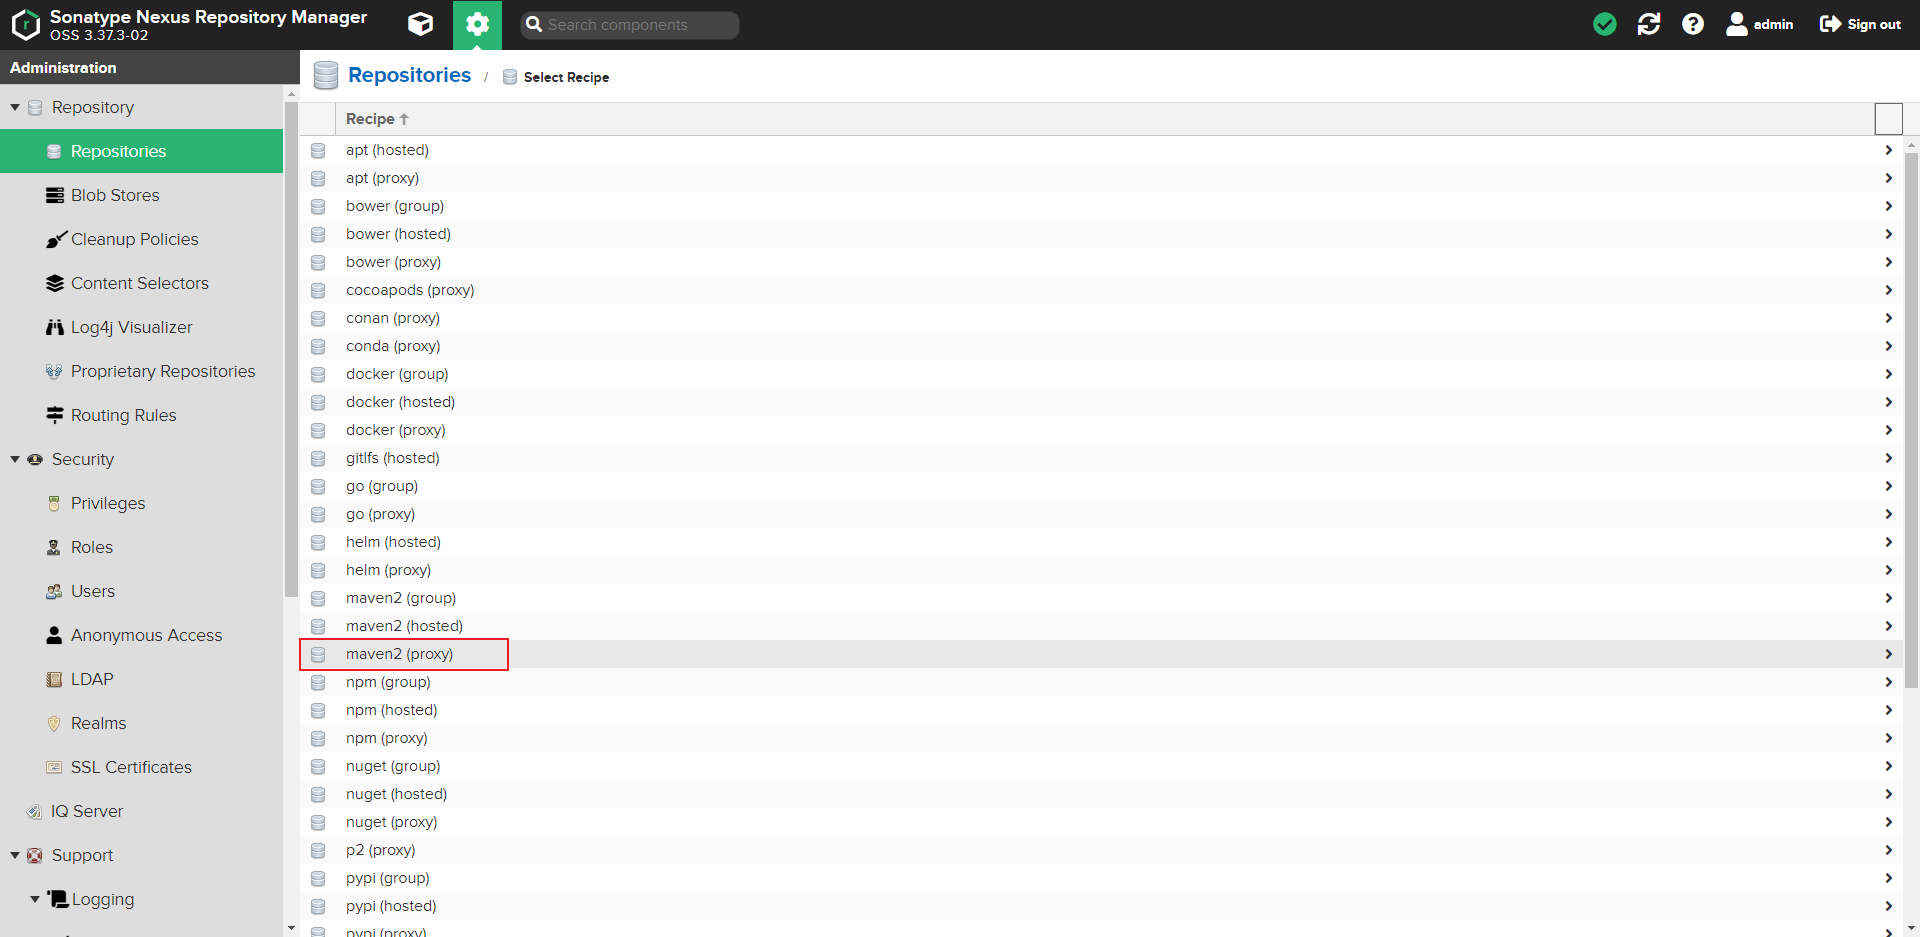 Sonatype Nexus Repository Manager
OSS 3.37.3-02
Search components
admin
Sign out
Administration
Repository
Repositories
Blob Stores
Cleanup Policies
Content Selectors
Log4j Visualizer
Proprietary Repositories
Routing Rules
Security
Privileges
Roles
Users
Anonymous Access
LDAP
Realms
SSL Certificates
IQ Server
Support
Logging
Repositories / Select Recipe
Recipe
apt (hosted)
apt (proxy)
bower (group)
bower (hosted)
bower (proxy)
cocoapods (proxy)
conan (proxy)
conda (proxy)
docker (group)
docker (hosted)
docker (proxy)
gitlfs (hosted)
go (group)
go (proxy)
helm (hosted)
helm (proxy)
maven2 (group)
maven2 (hosted)
maven2 (proxy)
npm (group)
npm (hosted)
npm (proxy)
nuget (group)
nuget (hosted)
nuget (proxy)
p2 (proxy)
pypi (group)
pypi (hosted)
pypi (proxy)